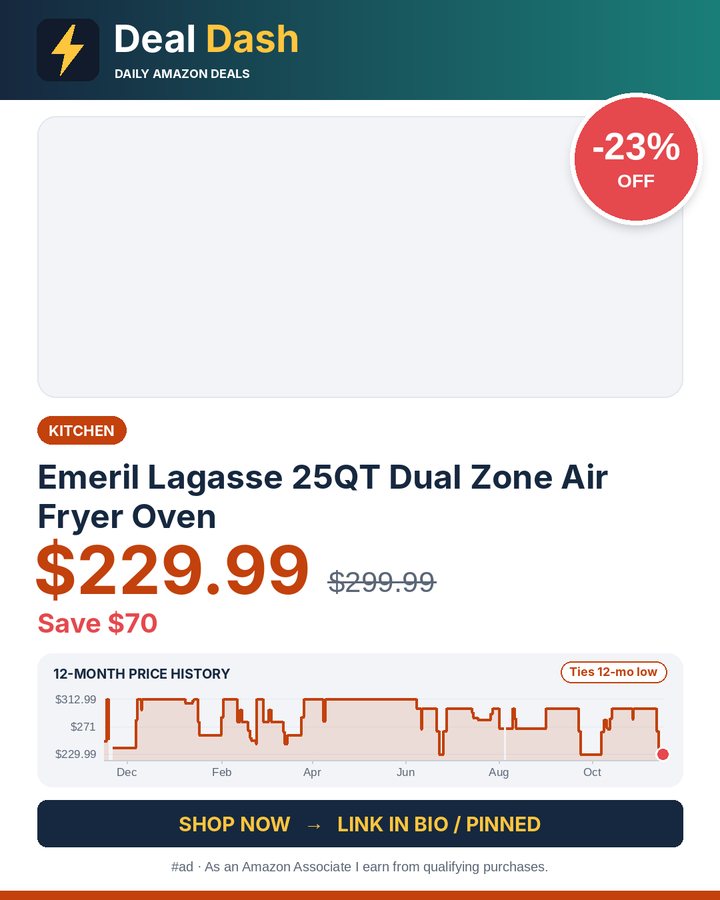 Deal Dash
DAILY AMAZON DEALS
-23%
OFF
KITCHEN
Emeril Lagasse 25QT Dual Zone Air
Fryer Oven
$229.99 $299.99
Save $70
12-MONTH PRICE HISTORY
Ties 12-mo low
$312.99
$271
$229.99
Dec Feb Apr Jun Aug Oct
SHOP NOW → LINK IN BIO / PINNED
#ad · As an Amazon Associate I earn from qualifying purchases.